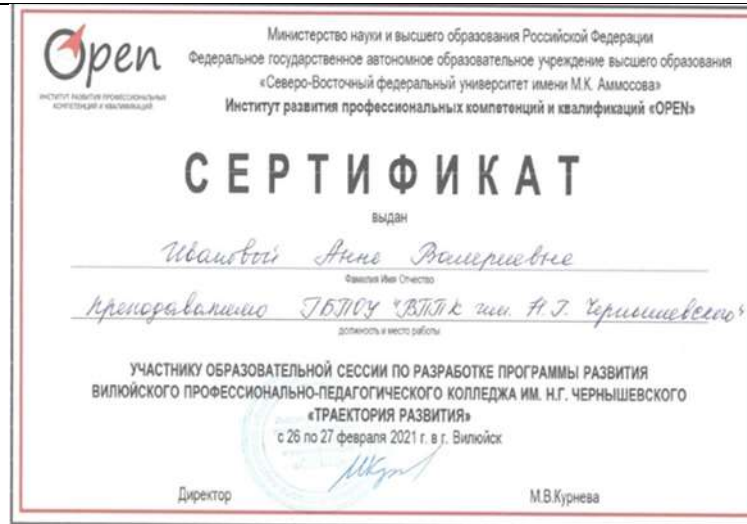 Open
ИНСТИТУТ РАЗВИТИЯ ПРОФЕССИОНАЛЬНЫХ
КОМПЕТЕНЦИЙ И КВАЛИФИКАЦИЙ
Министерство науки и высшего образования Российской Федерации
Федеральное государственное автономное образовательное учреждение высшего образования
«Северо-Восточный федеральный университет имени М.К. Аммосова»
Институт развития профессиональных компетенций и квалификаций «OPEN»
СЕРТИФИКАТ
выдан
Ивановой Анне Валериевне
Фамилия Имя Отчество
преподавателю ГБПОУ "ВППК им. Н.Г. Чернышевского"
должность и место работы
УЧАСТНИКУ ОБРАЗОВАТЕЛЬНОЙ СЕССИИ ПО РАЗРАБОТКЕ ПРОГРАММЫ РАЗВИТИЯ
ВИЛЮЙСКОГО ПРОФЕССИОНАЛЬНО-ПЕДАГОГИЧЕСКОГО КОЛЛЕДЖА ИМ. Н.Г. ЧЕРНЫШЕВСКОГО
«ТРАЕКТОРИЯ РАЗВИТИЯ»
с 26 по 27 февраля 2021 г. в г. Вилюйск
Директор М.В.Курнева